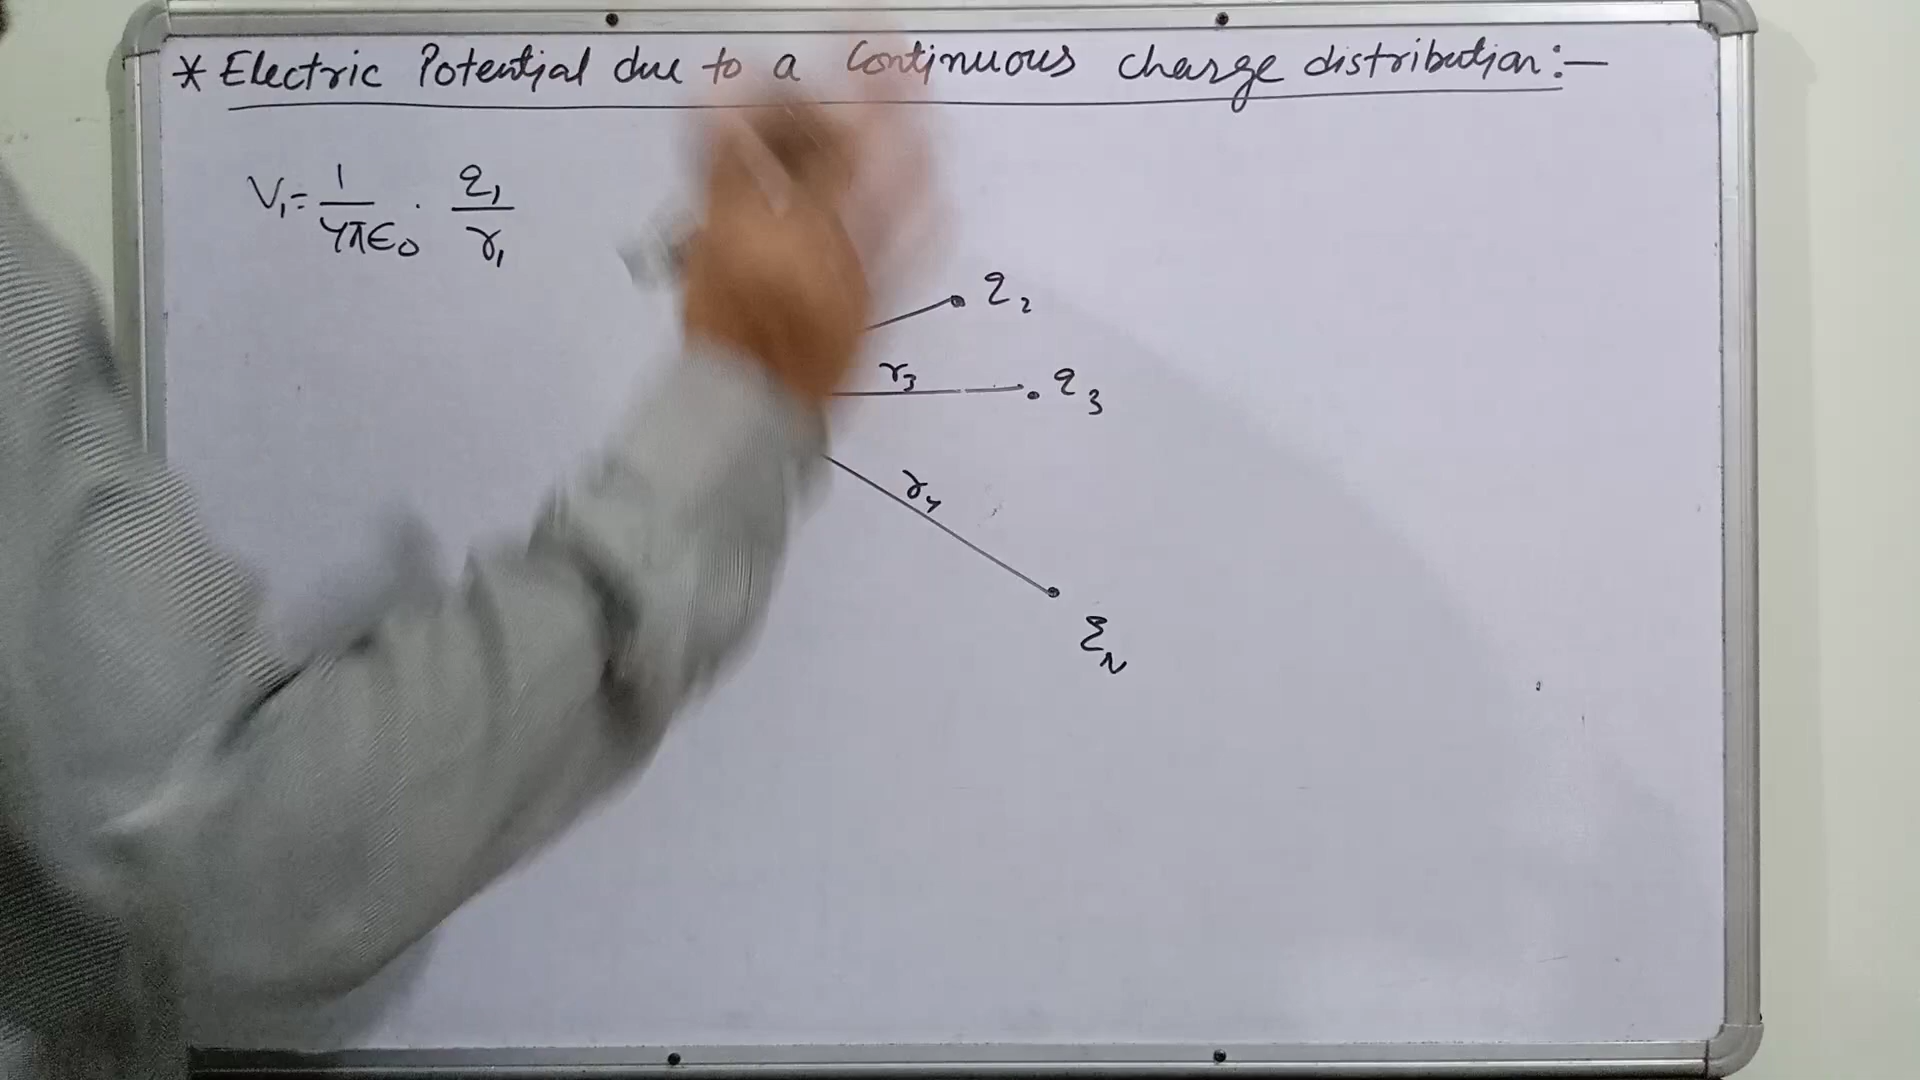 * Electric Potential due to a Continuous charge distribution:-
V₁ = 1/4πϵ₀ · q₁/r₁
q₂
r₃ q₃
r₄
q_N